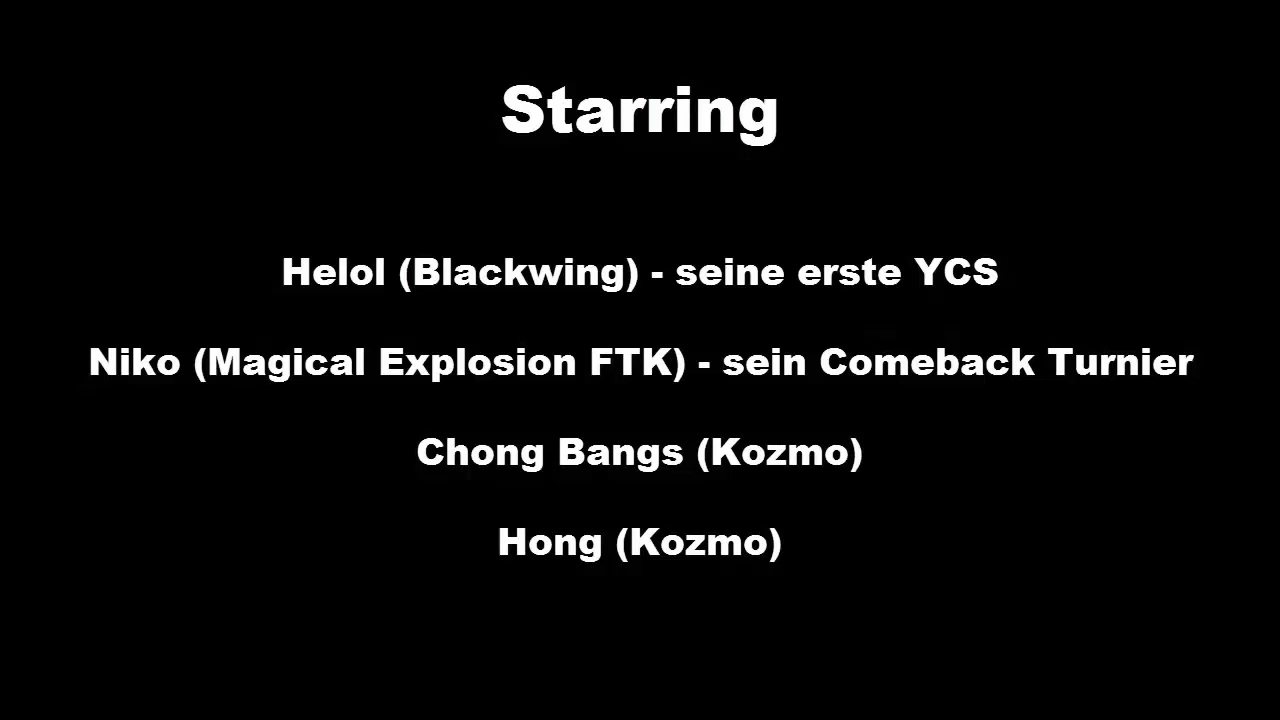 Starring
Helol (Blackwing) - seine erste YCS
Niko (Magical Explosion FTK) - sein Comeback Turnier
Chong Bangs (Kozmo)
Hong (Kozmo)